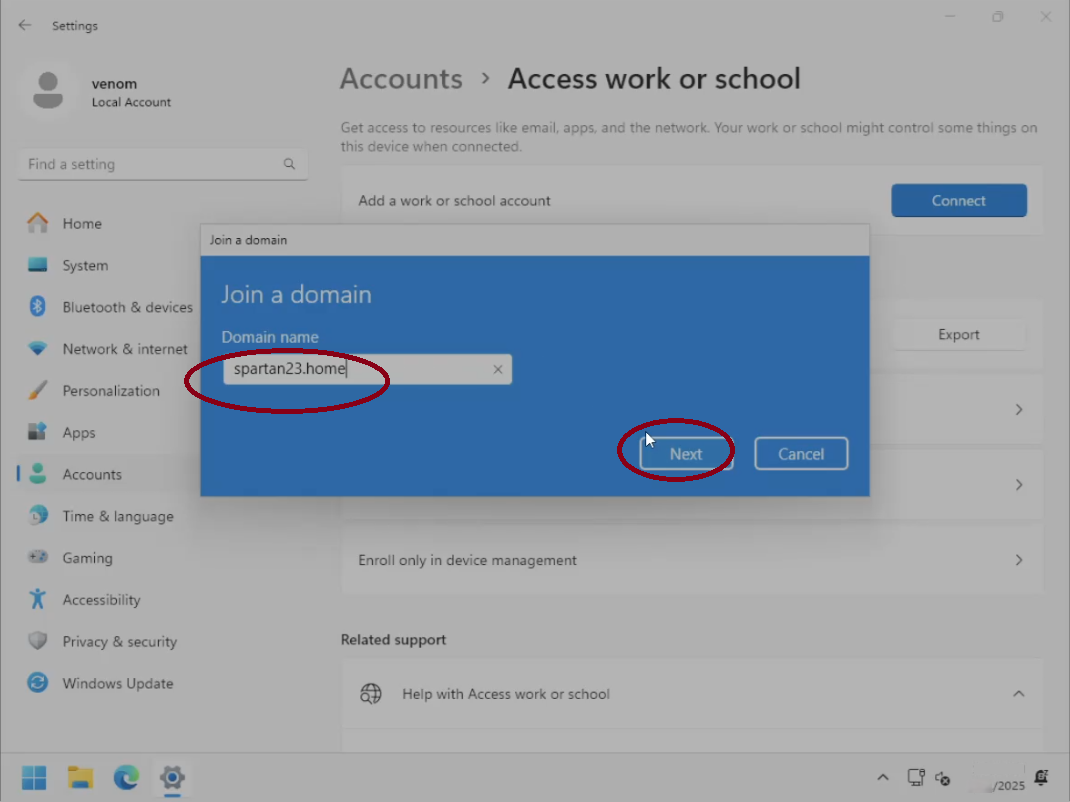 Settings
venom
Local Account
Find a setting
Home
System
Bluetooth & devices
Network & internet
Personalization
Apps
Accounts
Time & language
Gaming
Accessibility
Privacy & security
Windows Update
Accounts › Access work or school
Get access to resources like email, apps, and the network. Your work or school might control some things on
this device when connected.
Add a work or school account
Connect
Export
Join a domain
Join a domain
Domain name
spartan23.home
Next
Cancel
Enroll only in device management
Related support
Help with Access work or school
/2025